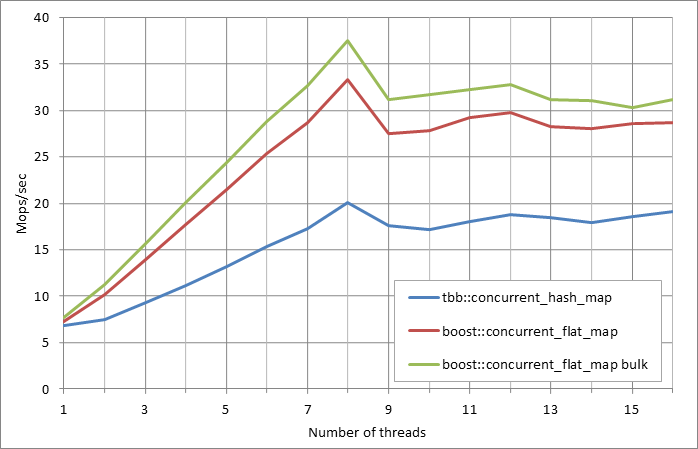 40
35
30
25
20
15
10
5
0
Mops/sec
1 3 5 7 9 11 13 15
Number of threads
tbb::concurrent_hash_map
boost::concurrent_flat_map
boost::concurrent_flat_map bulk